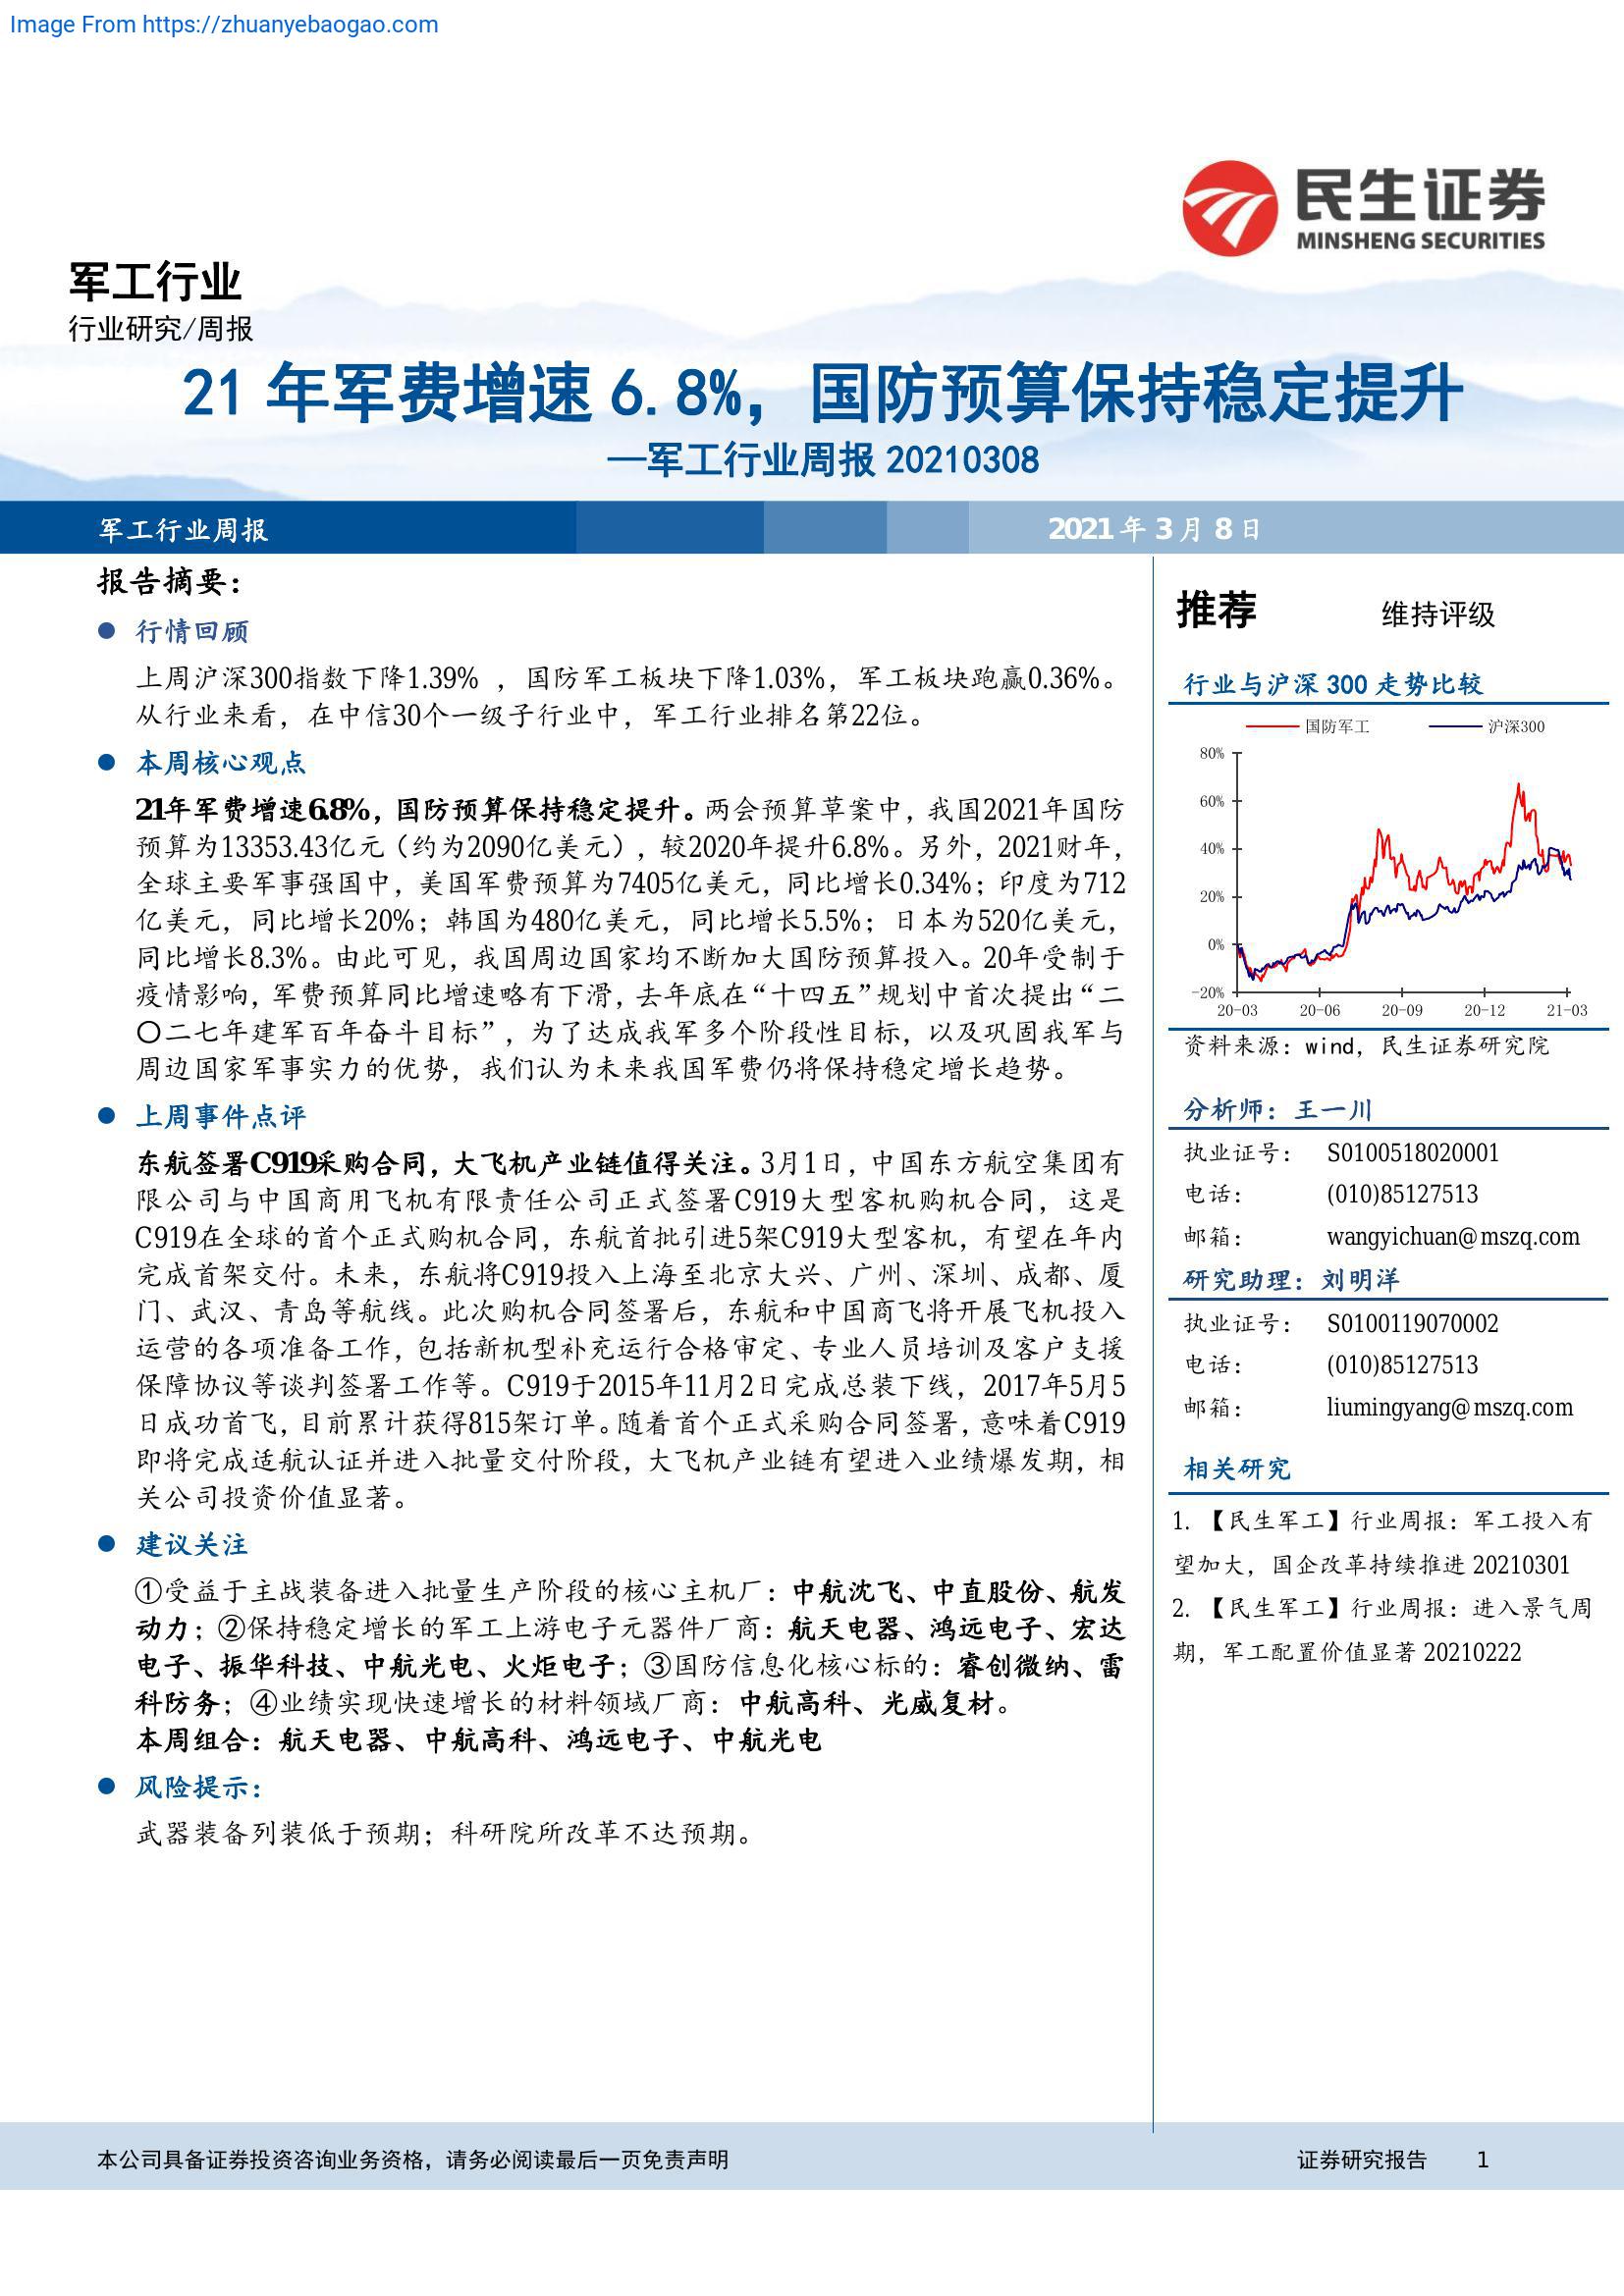 Image From https://zhuanyebaogao.com
民生证券
MINSHENG SECURITIES
军工行业
行业研究/周报
21 年军费增速 6.8%，国防预算保持稳定提升
—军工行业周报 20210308
军工行业周报
2021 年 3 月 8 日
报告摘要：
● 行情回顾
上周沪深300指数下降1.39% ，国防军工板块下降1.03%，军工板块跑赢0.36%。
从行业来看，在中信30个一级子行业中，军工行业排名第22位。
● 本周核心观点
21年军费增速6.8%，国防预算保持稳定提升。两会预算草案中，我国2021年国防
预算为13353.43亿元（约为2090亿美元），较2020年提升6.8%。另外，2021财年，
全球主要军事强国中，美国军费预算为7405亿美元，同比增长0.34%；印度为712
亿美元，同比增长20%；韩国为480亿美元，同比增长5.5%；日本为520亿美元，
同比增长8.3%。由此可见，我国周边国家均不断加大国防预算投入。20年受制于
疫情影响，军费预算同比增速略有下滑，去年底在“十四五”规划中首次提出“二
〇二七年建军百年奋斗目标”，为了达成我军多个阶段性目标，以及巩固我军与
周边国家军事实力的优势，我们认为未来我国军费仍将保持稳定增长趋势。
● 上周事件点评
东航签署C919采购合同，大飞机产业链值得关注。3月1日，中国东方航空集团有
限公司与中国商用飞机有限责任公司正式签署C919大型客机购机合同，这是
C919在全球的首个正式购机合同，东航首批引进5架C919大型客机，有望在年内
完成首架交付。未来，东航将C919投入上海至北京大兴、广州、深圳、成都、厦
门、武汉、青岛等航线。此次购机合同签署后，东航和中国商飞将开展飞机投入
运营的各项准备工作，包括新机型补充运行合格审定、专业人员培训及客户支援
保障协议等谈判签署工作等。C919于2015年11月2日完成总装下线，2017年5月5
日成功首飞，目前累计获得815架订单。随着首个正式采购合同签署，意味着C919
即将完成适航认证并进入批量交付阶段，大飞机产业链有望进入业绩爆发期，相
关公司投资价值显著。
● 建议关注
①受益于主战装备进入批量生产阶段的核心主机厂：中航沈飞、中直股份、航发
动力；②保持稳定增长的军工上游电子元器件厂商：航天电器、鸿远电子、宏达
电子、振华科技、中航光电、火炬电子；③国防信息化核心标的：睿创微纳、雷
科防务；④业绩实现快速增长的材料领域厂商：中航高科、光威复材。
本周组合：航天电器、中航高科、鸿远电子、中航光电
● 风险提示：
武器装备列装低于预期；科研院所改革不达预期。
推荐 维持评级
行业与沪深 300 走势比较
国防军工 沪深300
80%
60%
40%
20%
0%
-20%
20-03 20-06 20-09 20-12 21-03
资料来源：wind，民生证券研究院
分析师：王一川
执业证号： S0100518020001
电话： (010)85127513
邮箱： wangyichuan@mszq.com
研究助理：刘明洋
执业证号： S0100119070002
电话： (010)85127513
邮箱： liumingyang@mszq.com
相关研究
1. 【民生军工】行业周报：军工投入有
望加大，国企改革持续推进 20210301
2. 【民生军工】行业周报：进入景气周
期，军工配置价值显著 20210222
本公司具备证券投资咨询业务资格，请务必阅读最后一页免责声明
证券研究报告 1